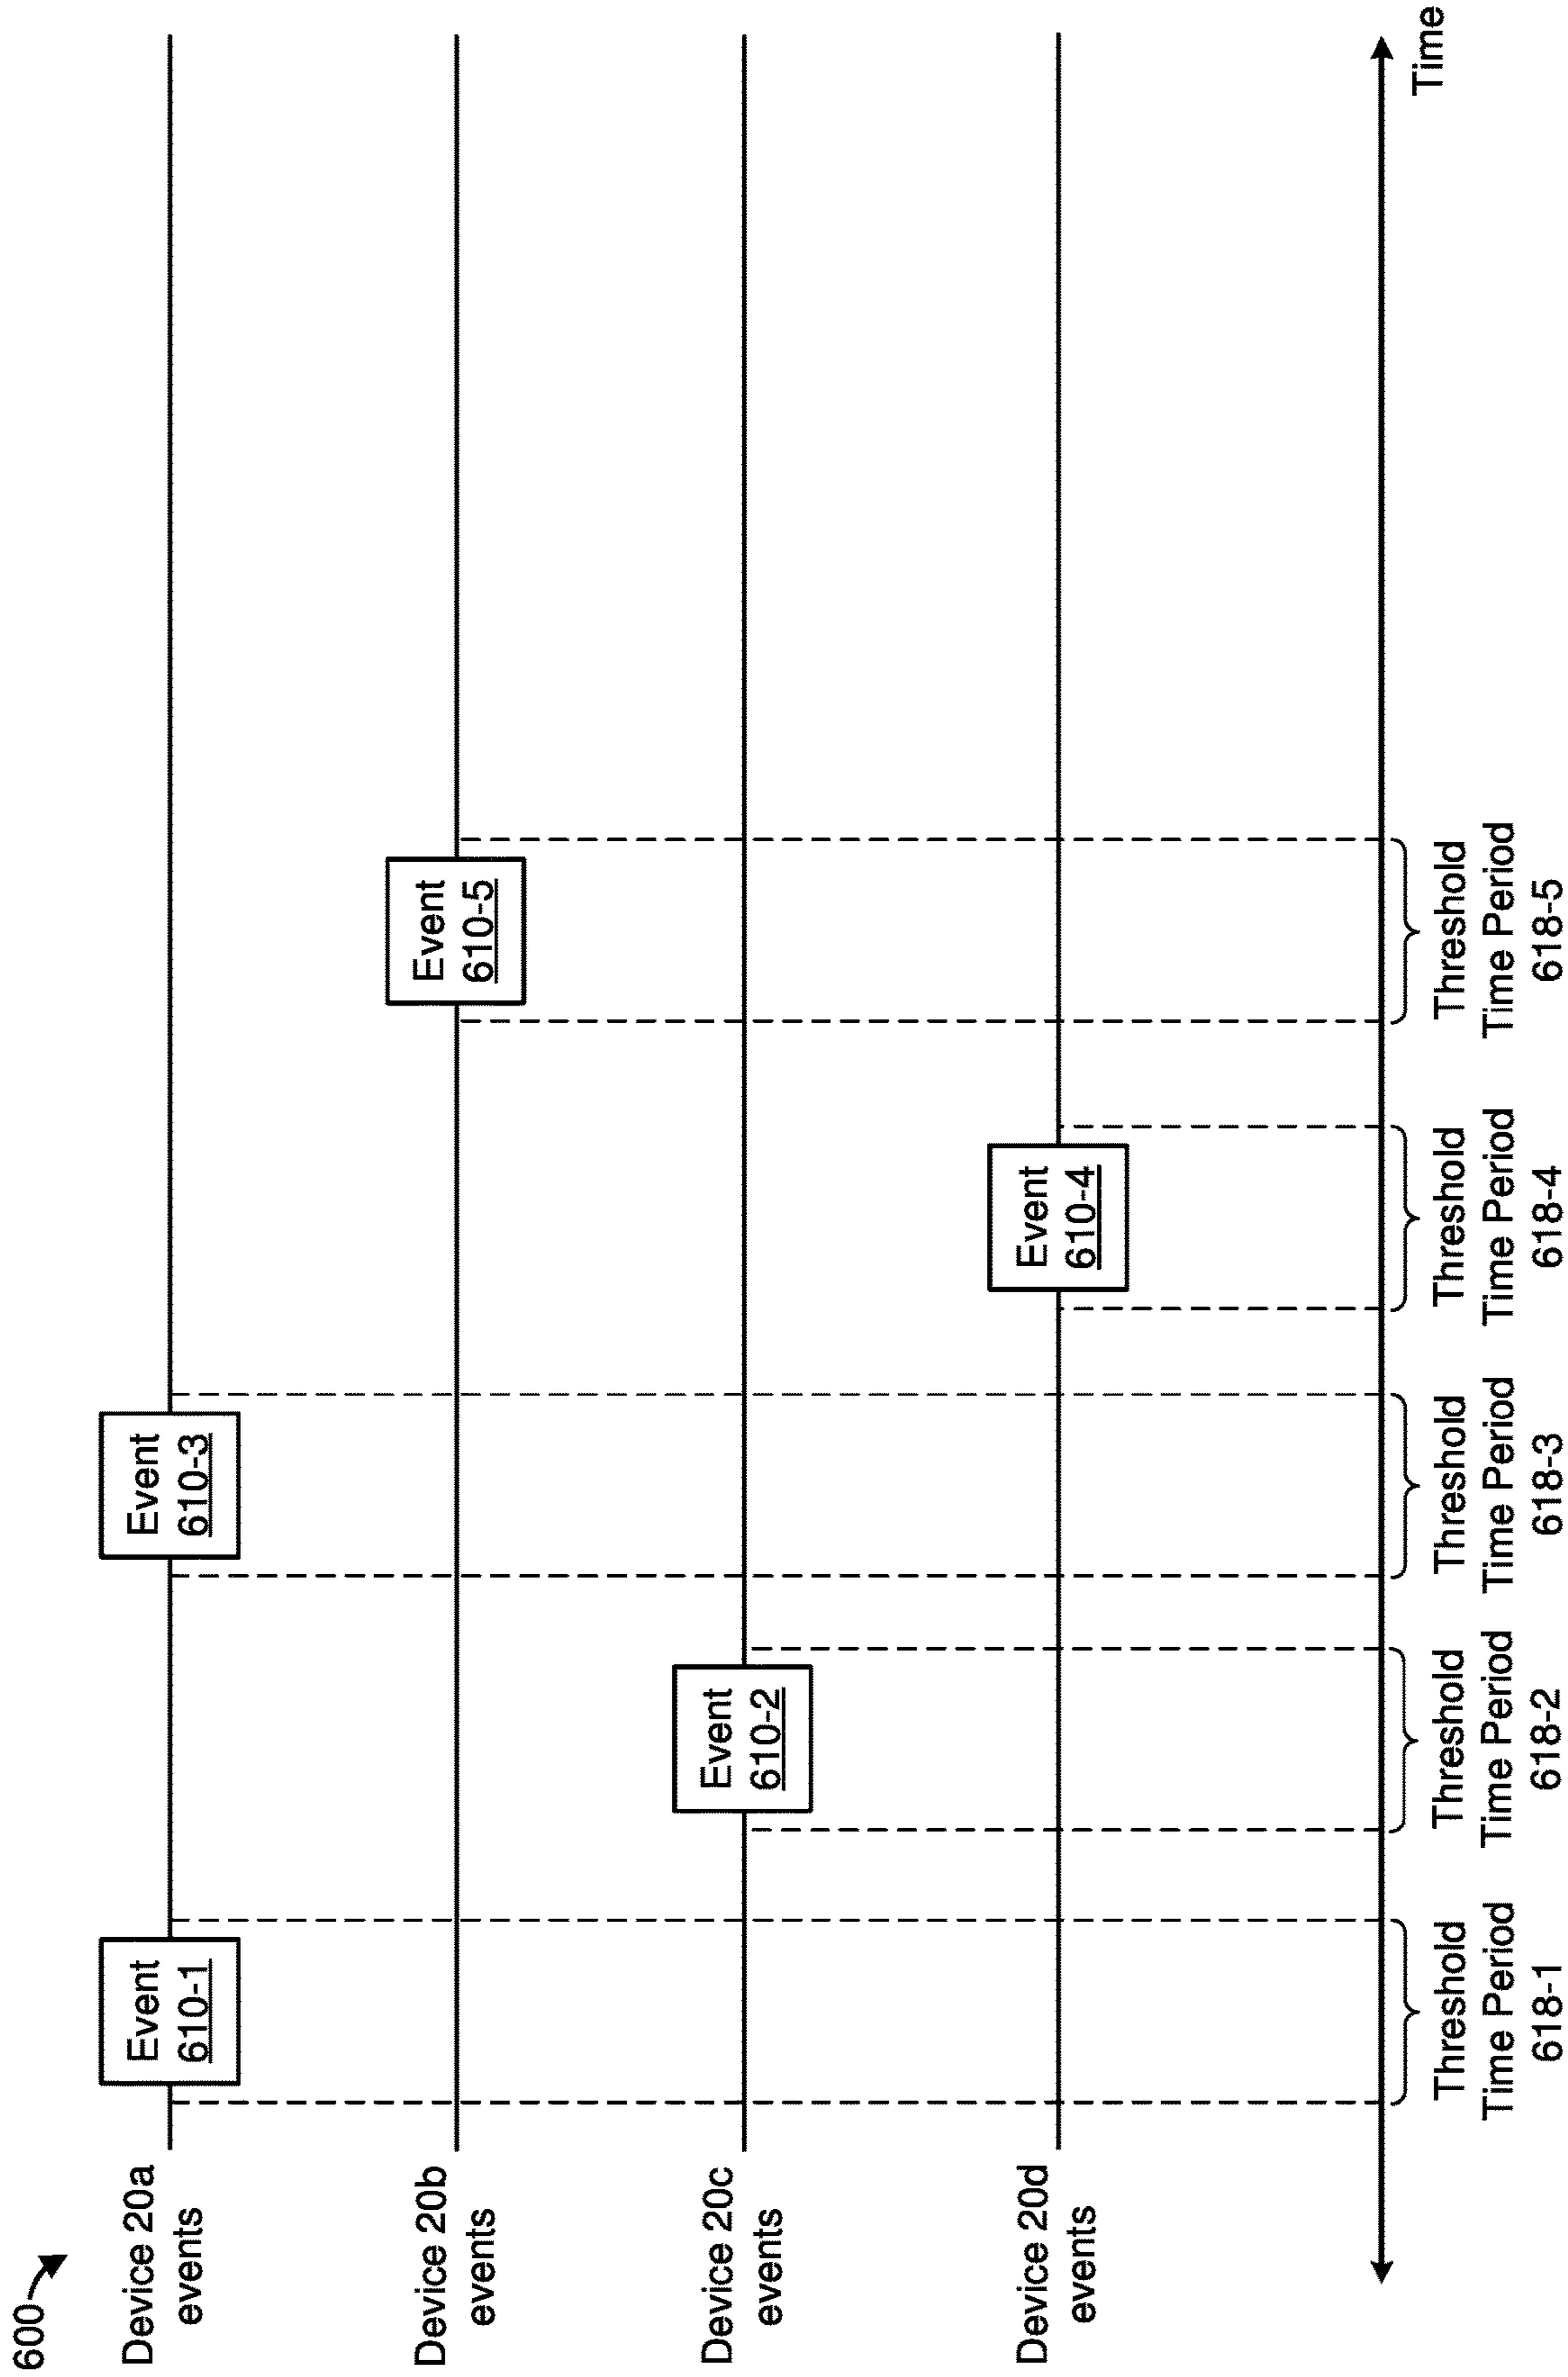 600
Device 20a
events
Event
610-1
Event
610-3
Device 20b
events
Event
610-5
Device 20c
events
Event
610-2
Device 20d
events
Event
610-4
Time
Threshold
Time Period
618-1
Threshold
Time Period
618-2
Threshold
Time Period
618-3
Threshold
Time Period
618-4
Threshold
Time Period
618-5